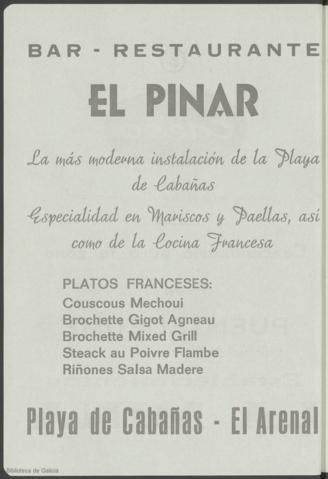 BAR - RESTAURANTE
EL PINAR
La más moderna instalación de la Playa
de Cabañas
Especialidad en Mariscos y Paellas, así
como de la Cocina Francesa
PLATOS FRANCESES:
Couscous Mechoui
Brochette Gigot Agneau
Brochette Mixed Grill
Steack au Poivre Flambe
Riñones Salsa Madere
Playa de Cabañas - El Arenal
Biblioteca de Galicia